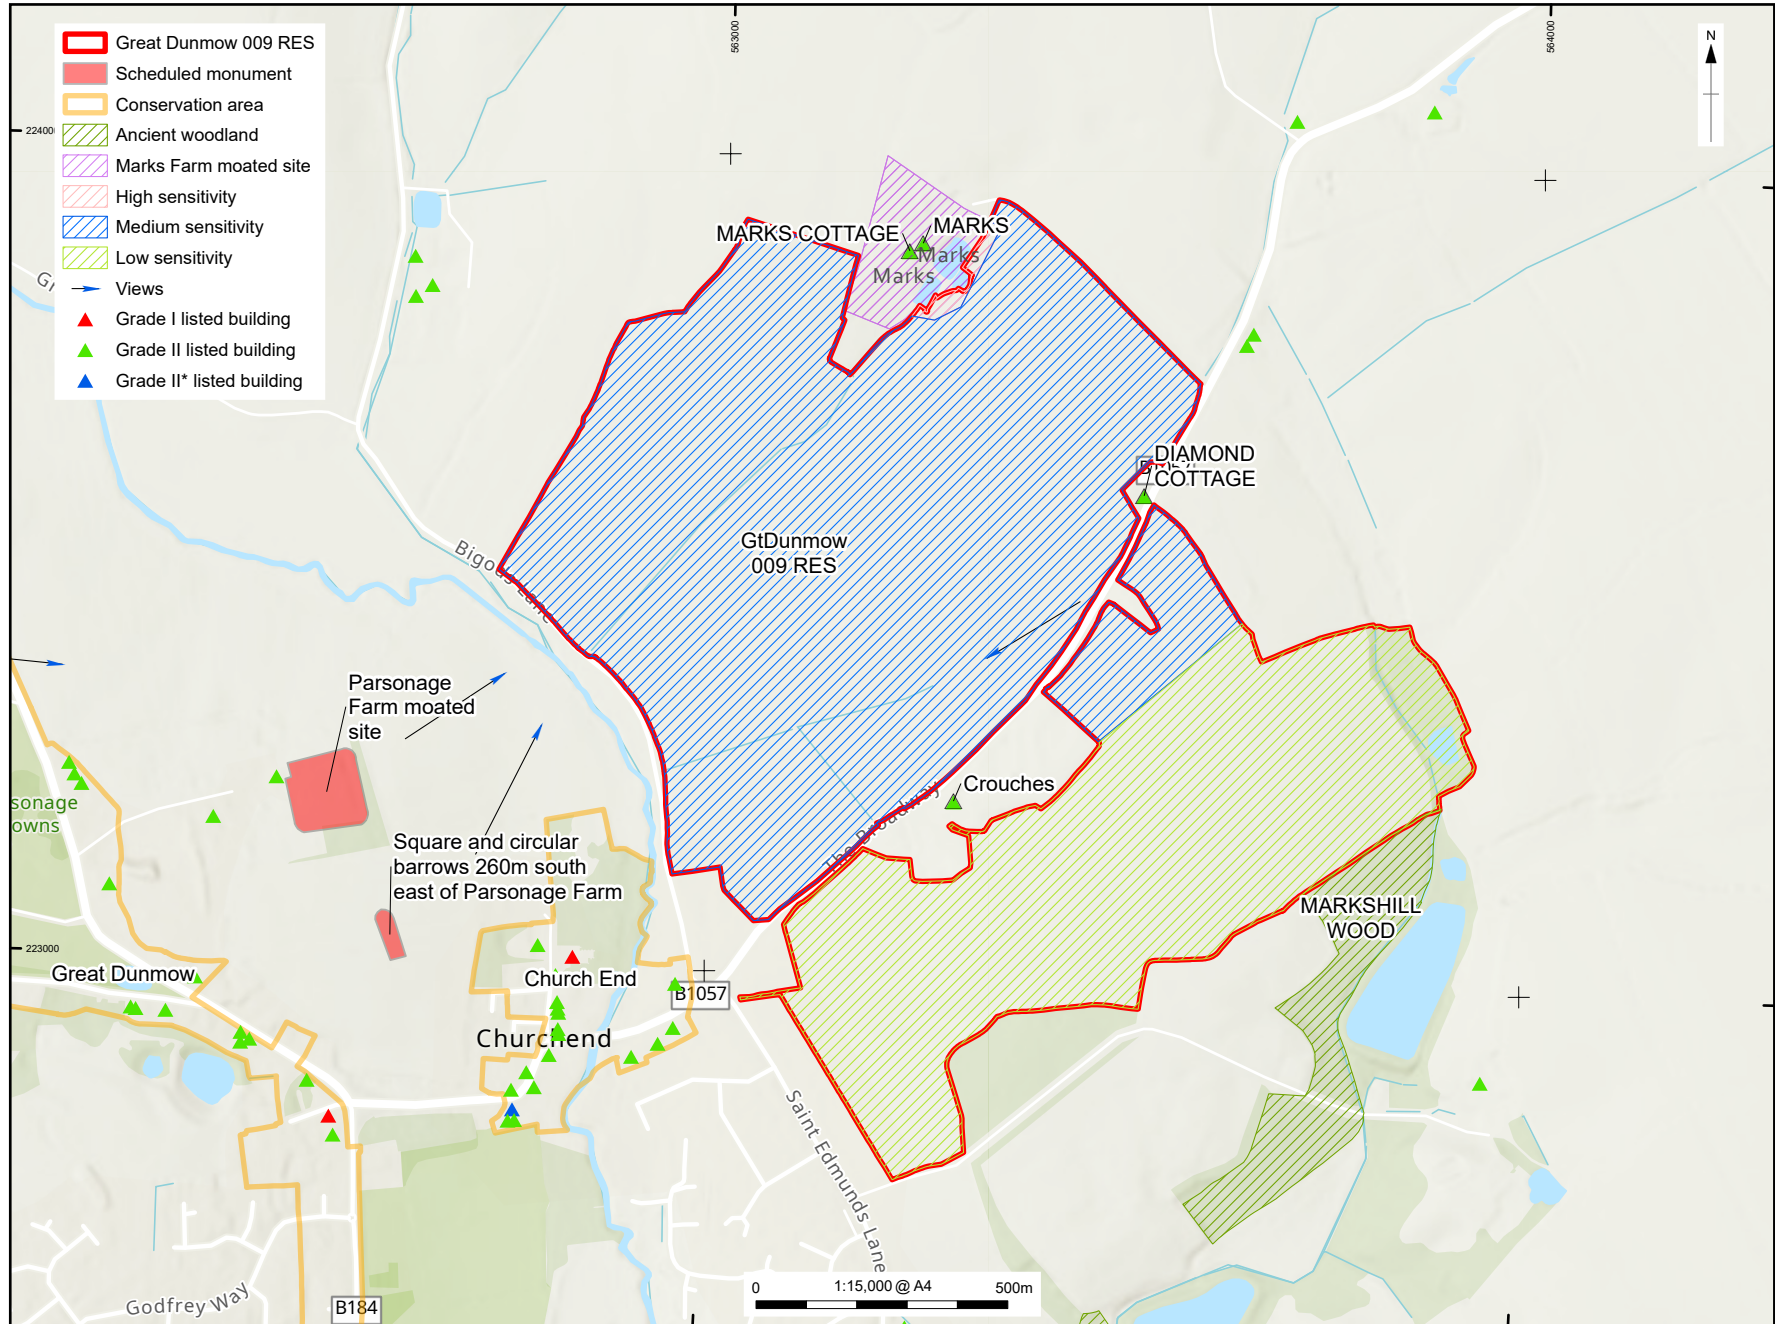 Great Dunmow 009 RES
Scheduled monument
Conservation area
Ancient woodland
Marks Farm moated site
High sensitivity
Medium sensitivity
Low sensitivity
Views
Grade I listed building
Grade II listed building
Grade II* listed building
563000
564000
N
MARKS COTTAGE
MARKS
Marks
Marks
DIAMOND
COTTAGE
GtDunmow
009 RES
Bigods Lane
Parsonage
Farm moated
site
Crouches
The Broadway
sonage
owns
Square and circular
barrows 260m south
east of Parsonage Farm
MARKSHILL
WOOD
223000
Great Dunmow
Church End
B1057
Churchend
Saint Edmunds Lane
Godfrey Way
B184
0
1:15,000 @ A4
500m